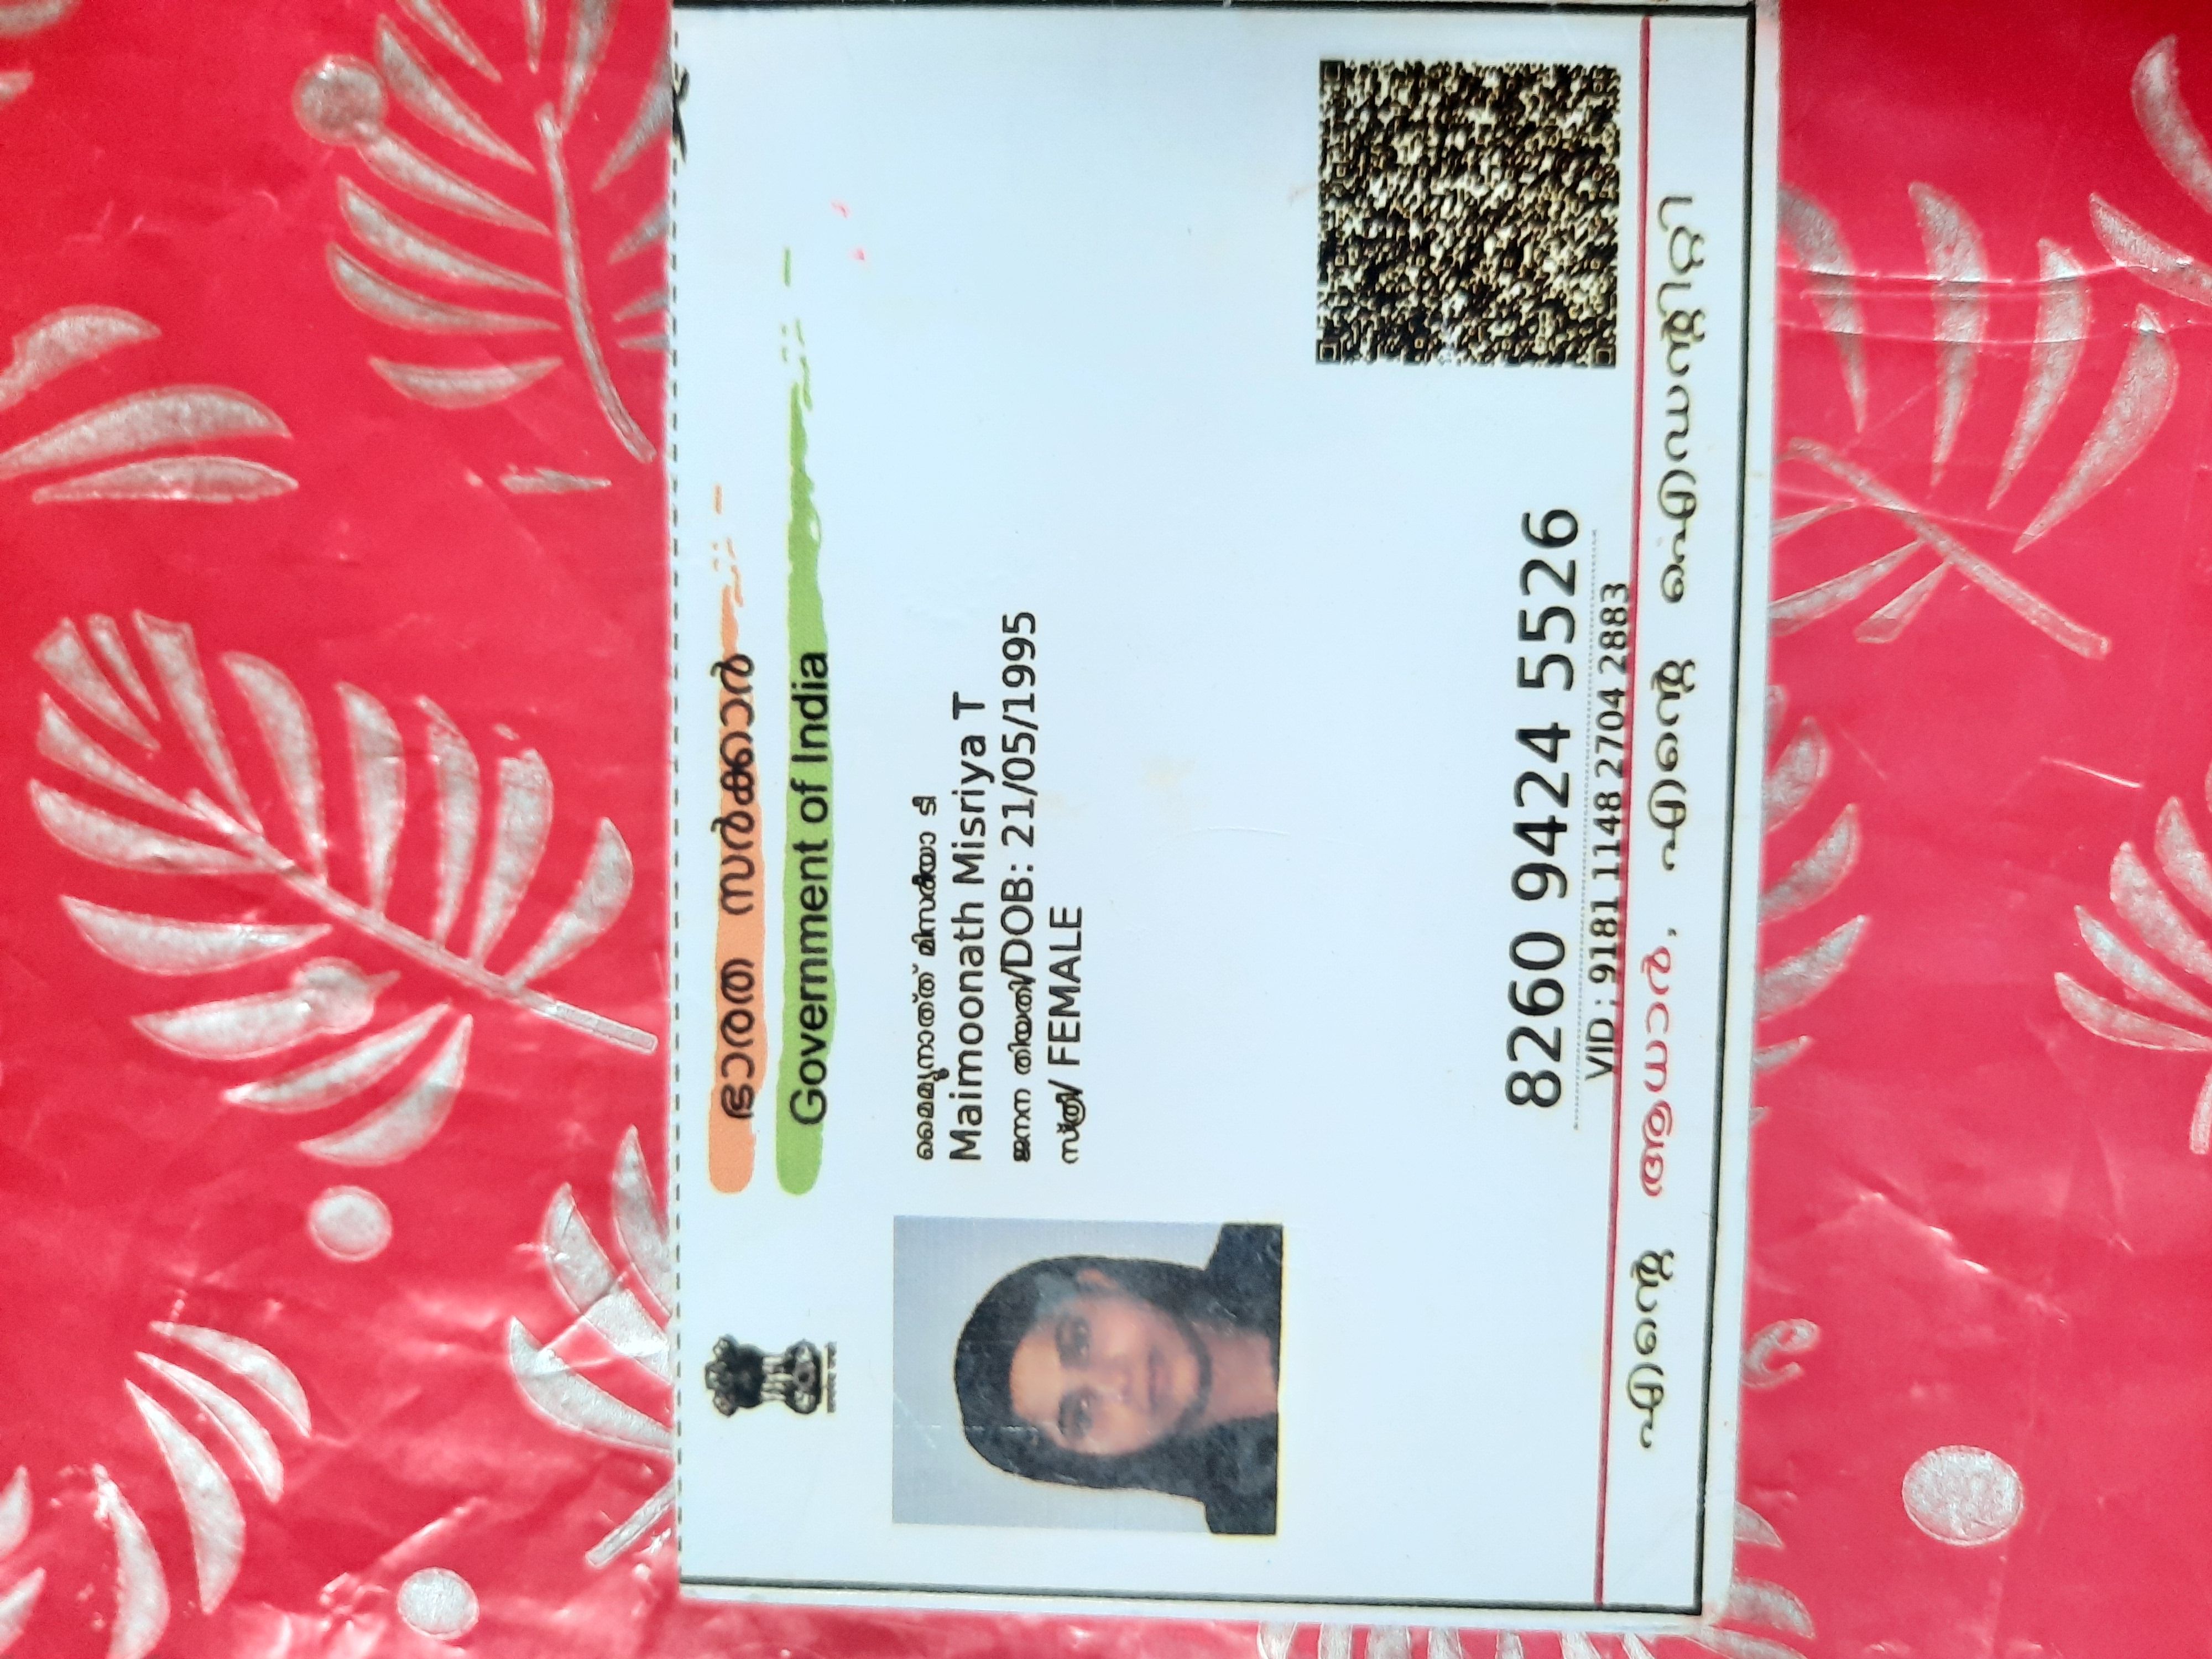 ഭാരത സർക്കാർ
Government of India
മൈമ്യൂനാത്ത് മിസരീയാ ടീ
Maimoonath Misriya T
ജനന തിയതി/DOB: 21/05/1995
സ്ത്രീ/ FEMALE
8260 9424 5526
VID : 9181 1148 2704 2883
എന്റെ ആധാർ, എന്റെ ഐഡന്റിറ്റി